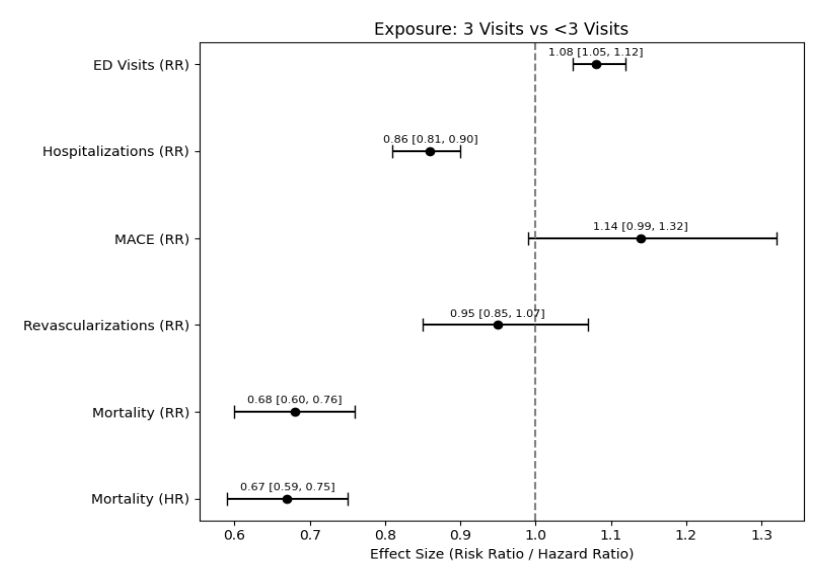 Exposure: 3 Visits vs <3 Visits
ED Visits (RR)
1.08 [1.05, 1.12]
Hospitalizations (RR)
0.86 [0.81, 0.90]
MACE (RR)
1.14 [0.99, 1.32]
Revascularizations (RR)
0.95 [0.85, 1.07]
Mortality (RR)
0.68 [0.60, 0.76]
Mortality (HR)
0.67 [0.59, 0.75]
0.6 0.7 0.8 0.9 1.0 1.1 1.2 1.3
Effect Size (Risk Ratio / Hazard Ratio)